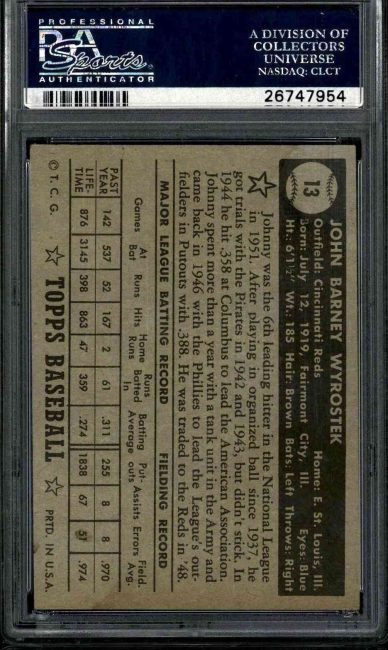 PROFESSIONAL
PSA
Sports
AUTHENTICATOR
A DIVISION OF
COLLECTORS
UNIVERSE
NASDAQ: CLCT
26747954
13
JOHN BARNEY WYROSTEK
Outfield: Cincinnati Reds Home: E. St. Louis, Ill.
Born: July 12, 1919, Fairmont City, Ill. Eyes: Blue
Ht.: 6'1½" Wt.: 185 Hair: Brown Bats: Left Throws: Right
Johnny was the 6th leading hitter in the National League
in 1951. After playing in organized ball since 1937, he
got trials with the Pirates in 1942 and 1943, but didn't stick. In
1944 he hit .358 at Columbus to lead the American Association.
Johnny spent more than a year with a tank unit in the Army and
came back in 1946 with the Phillies to lead the League's out-
fielders in Putouts with .388. He was traded to the Reds in '48.
MAJOR LEAGUE BATTING RECORD FIELDING RECORD
Games At Bat Runs Hits Home Runs Runs Batted In Batting Average Put-outs Assists Errors Field. Avg.
PAST YEAR 142 537 52 167 2 61 .311 255 8 8 .970
LIFE-TIME 876 3145 398 863 47 359 .274 1838 67 51 .974
© T. C. G. ☆ TOPPS BASEBALL ☆ PRTD. IN U.S.A.